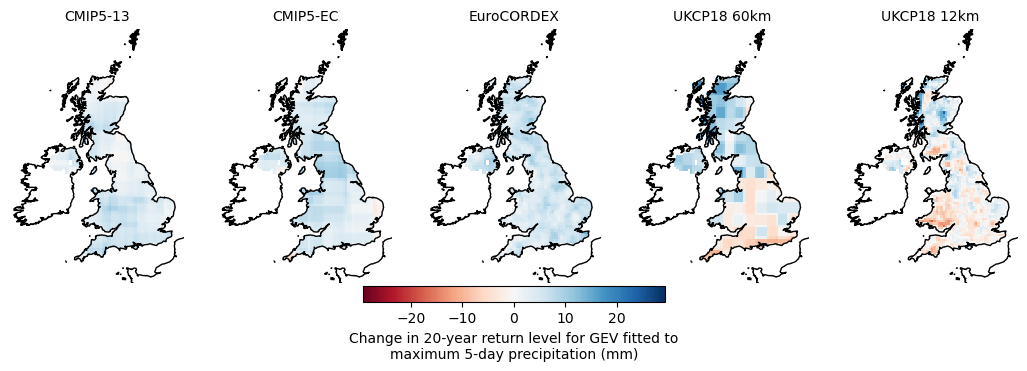 CMIP5-13 CMIP5-EC EuroCORDEX UKCP18 60km UKCP18 12km
−20 −10 0 10 20
Change in 20-year return level for GEV fitted to
maximum 5-day precipitation (mm)